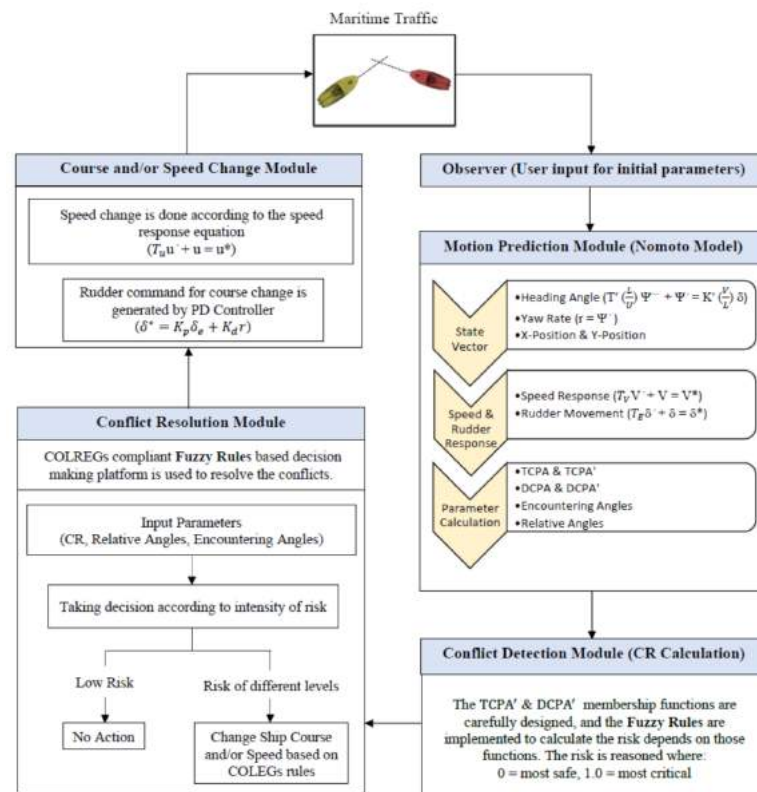 Maritime Traffic
Course and/or Speed Change Module
Speed change is done according to the speed
response equation
(Tᵤu˙+ u = u*)
Rudder command for course change is
generated by PD Controller
(δ* = Kₚδₑ + K_d r)
Observer (User input for initial parameters)
Motion Prediction Module (Nomoto Model)
State
Vector
•Heading Angle (T' (L/U) Ψ¨ + Ψ˙ = K' (V/L) δ)
•Yaw Rate (r = Ψ˙)
•X-Position & Y-Position
Speed &
Rudder
Response
•Speed Response (T_V V˙+ V = V*)
•Rudder Movement (T_E δ˙+ δ = δ*)
Parameter
Calculation
•TCPA & TCPA'
•DCPA & DCPA'
•Encountering Angles
•Relative Angles
Conflict Detection Module (CR Calculation)
The TCPA′ & DCPA′ membership functions are
carefully designed, and the Fuzzy Rules are
implemented to calculate the risk depends on those
functions. The risk is reasoned where:
0 = most safe, 1.0 = most critical
Conflict Resolution Module
COLREGs compliant Fuzzy Rules based decision
making platform is used to resolve the conflicts.
Input Parameters
(CR, Relative Angles, Encountering Angles)
Taking decision according to intensity of risk
Low Risk
Risk of different levels
No Action
Change Ship Course
and/or Speed based on
COLEGs rules